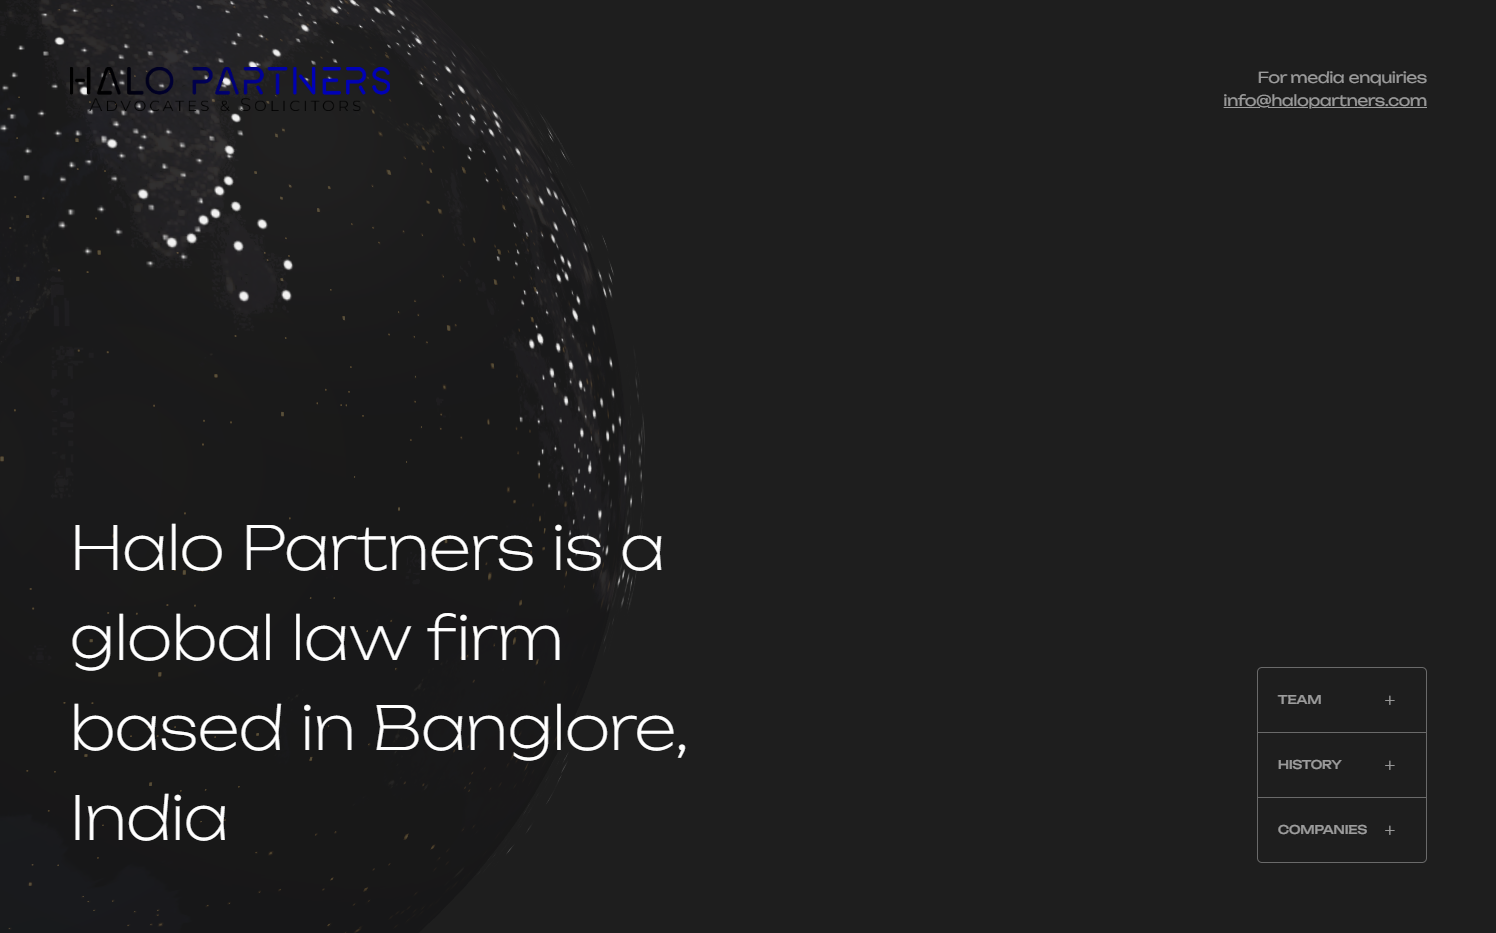 HALO PARTNERS
ADVOCATES & SOLICITORS
For media enquiries
info@halopartners.com
Halo Partners is a
global law firm
based in Banglore,
India
TEAM +
HISTORY +
COMPANIES +